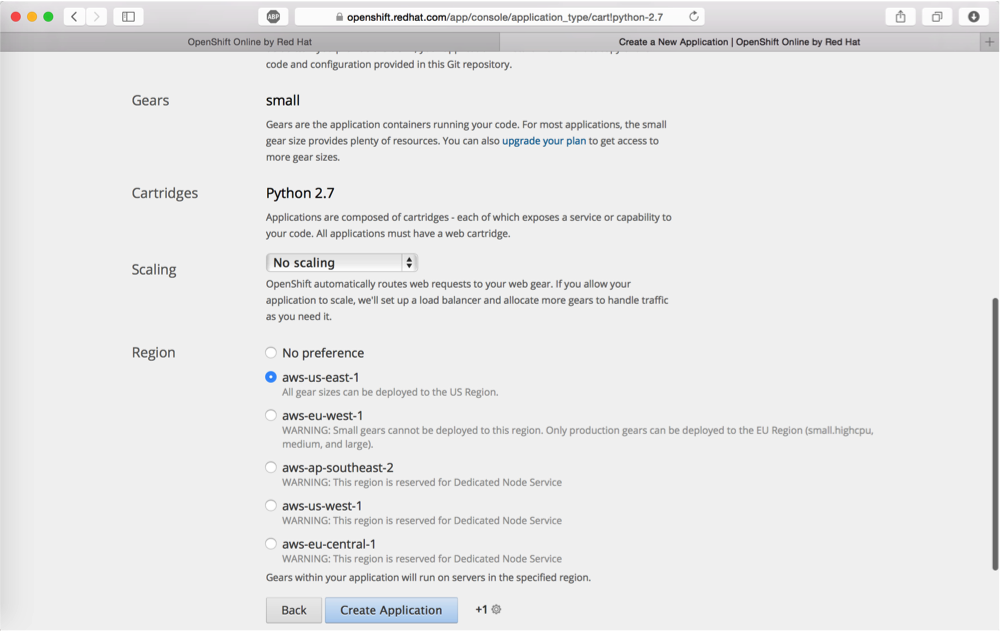 ABP
openshift.redhat.com/app/console/application_type/cart!python-2.7
OpenShift Online by Red Hat
Create a New Application | OpenShift Online by Red Hat
code and configuration provided in this Git repository.
Gears
small
Gears are the application containers running your code. For most applications, the small
gear size provides plenty of resources. You can also upgrade your plan to get access to
more gear sizes.
Cartridges
Python 2.7
Applications are composed of cartridges - each of which exposes a service or capability to
your code. All applications must have a web cartridge.
Scaling
No scaling
OpenShift automatically routes web requests to your web gear. If you allow your
application to scale, we'll set up a load balancer and allocate more gears to handle traffic
as you need it.
Region
No preference
aws-us-east-1
All gear sizes can be deployed to the US Region.
aws-eu-west-1
WARNING: Small gears cannot be deployed to this region. Only production gears can be deployed to the EU Region (small.highcpu,
medium, and large).
aws-ap-southeast-2
WARNING: This region is reserved for Dedicated Node Service
aws-us-west-1
WARNING: This region is reserved for Dedicated Node Service
aws-eu-central-1
WARNING: This region is reserved for Dedicated Node Service
Gears within your application will run on servers in the specified region.
Back
Create Application
+1